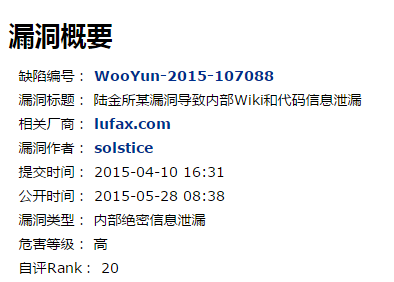 漏洞概要
缺陷编号： WooYun-2015-107088
漏洞标题： 陆金所某漏洞导致内部Wiki和代码信息泄漏
相关厂商： lufax.com
漏洞作者： solstice
提交时间： 2015-04-10 16:31
公开时间： 2015-05-28 08:38
漏洞类型： 内部绝密信息泄漏
危害等级： 高
自评Rank： 20